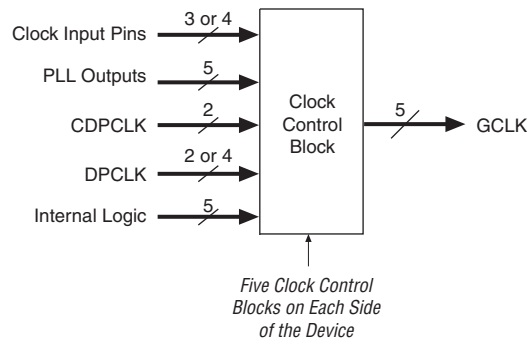 3 or 4
Clock Input Pins
5
PLL Outputs
2
CDPCLK
2 or 4
DPCLK
5
Internal Logic
Clock
Control
Block
5
GCLK
Five Clock Control
Blocks on Each Side
of the Device